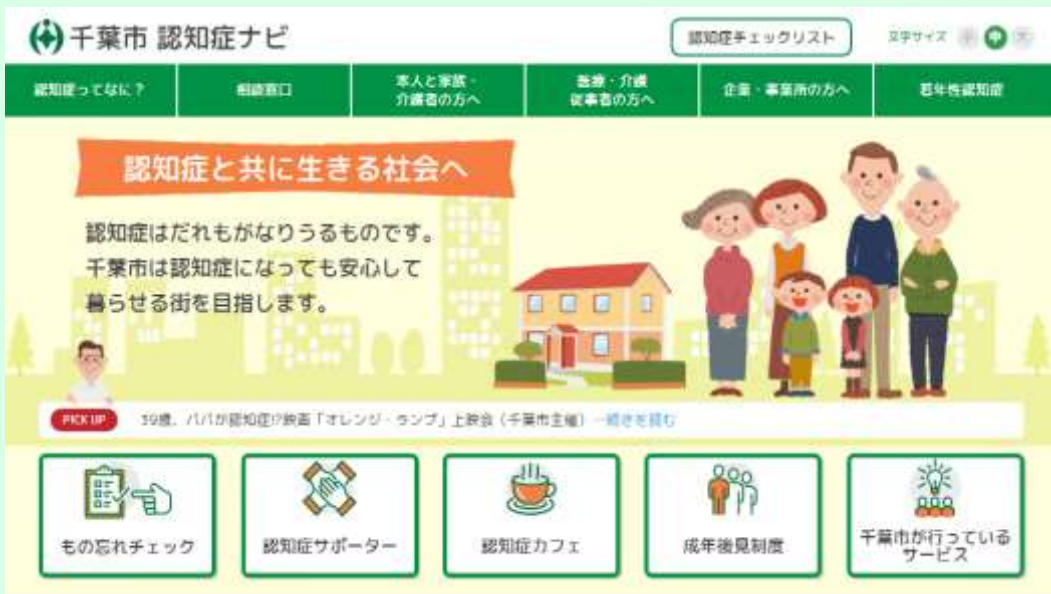 千葉市 認知症ナビ
認知症チェックリスト
文字サイズ 小 中 大
認知症ってなに？
相談窓口
本人と家族・
介護者の方へ
医療・介護
従事者の方へ
企業・事業所の方へ
若年性認知症
認知症と共に生きる社会へ
認知症はだれもがなりうるものです。
千葉市は認知症になっても安心して
暮らせる街を目指します。
PICK UP 39歳、パパが認知症!?映画「オレンジ・ランプ」上映会（千葉市主催） …続きを読む
もの忘れチェック
認知症サポーター
認知症カフェ
成年後見制度
千葉市が行っている
サービス